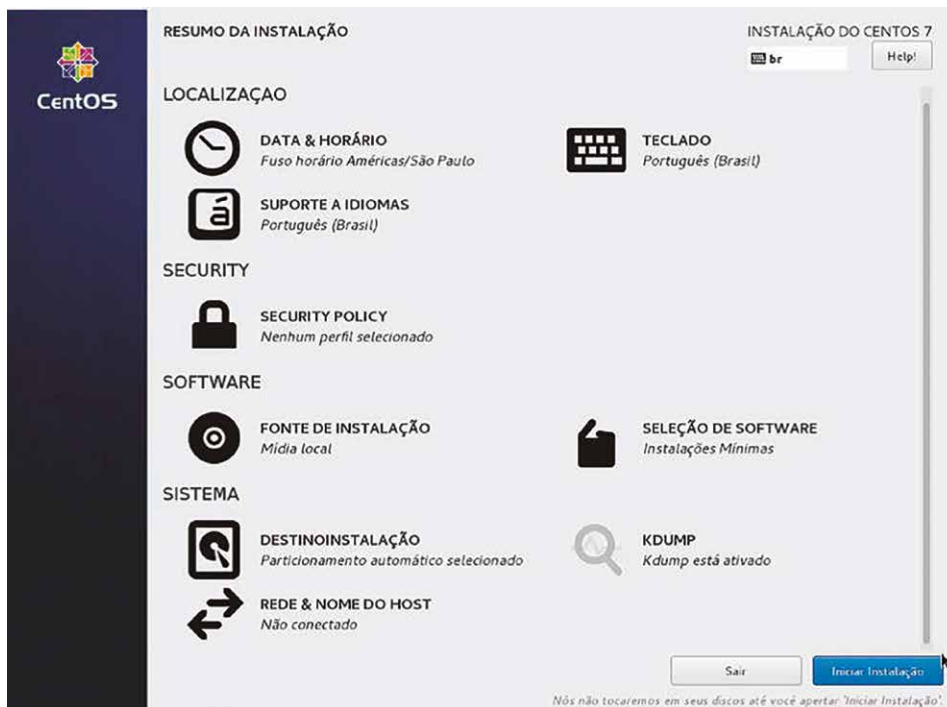 RESUMO DA INSTALAÇÃO
INSTALAÇÃO DO CENTOS 7
br
Help!
CentOS
LOCALIZAÇAO
DATA & HORÁRIO
Fuso horário Américas/São Paulo
TECLADO
Português (Brasil)
SUPORTE A IDIOMAS
Português (Brasil)
SECURITY
SECURITY POLICY
Nenhum perfil selecionado
SOFTWARE
FONTE DE INSTALAÇÃO
Mídia local
SELEÇÃO DE SOFTWARE
Instalações Mínimas
SISTEMA
DESTINOINSTALAÇÃO
Particionamento automático selecionado
KDUMP
Kdump está ativado
REDE & NOME DO HOST
Não conectado
Sair
Iniciar Instalação
Nós não tocaremos em seus discos até você apertar 'Iniciar Instalação'.